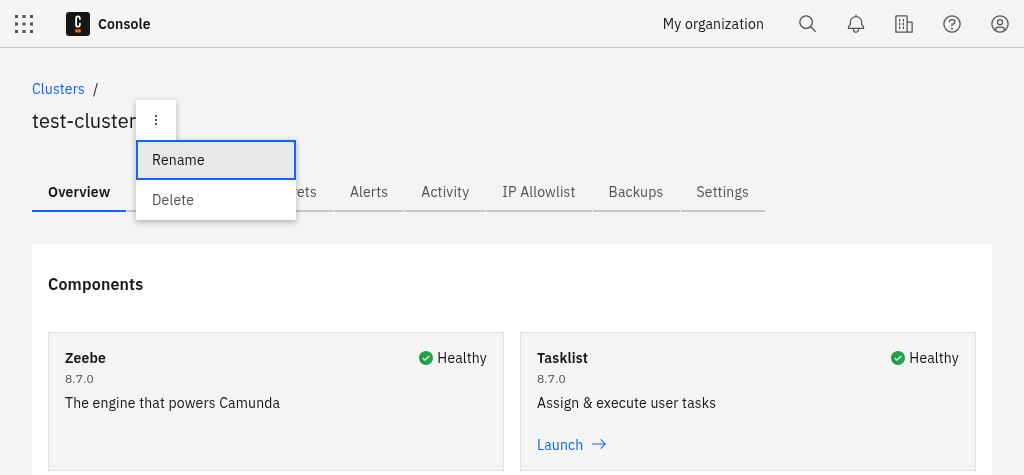 Console
My organization
Clusters /
test-cluster
Rename
Delete
Overview
Alerts
Activity
IP Allowlist
Backups
Settings
Components
Zeebe
Healthy
8.7.0
The engine that powers Camunda
Tasklist
Healthy
8.7.0
Assign & execute user tasks
Launch